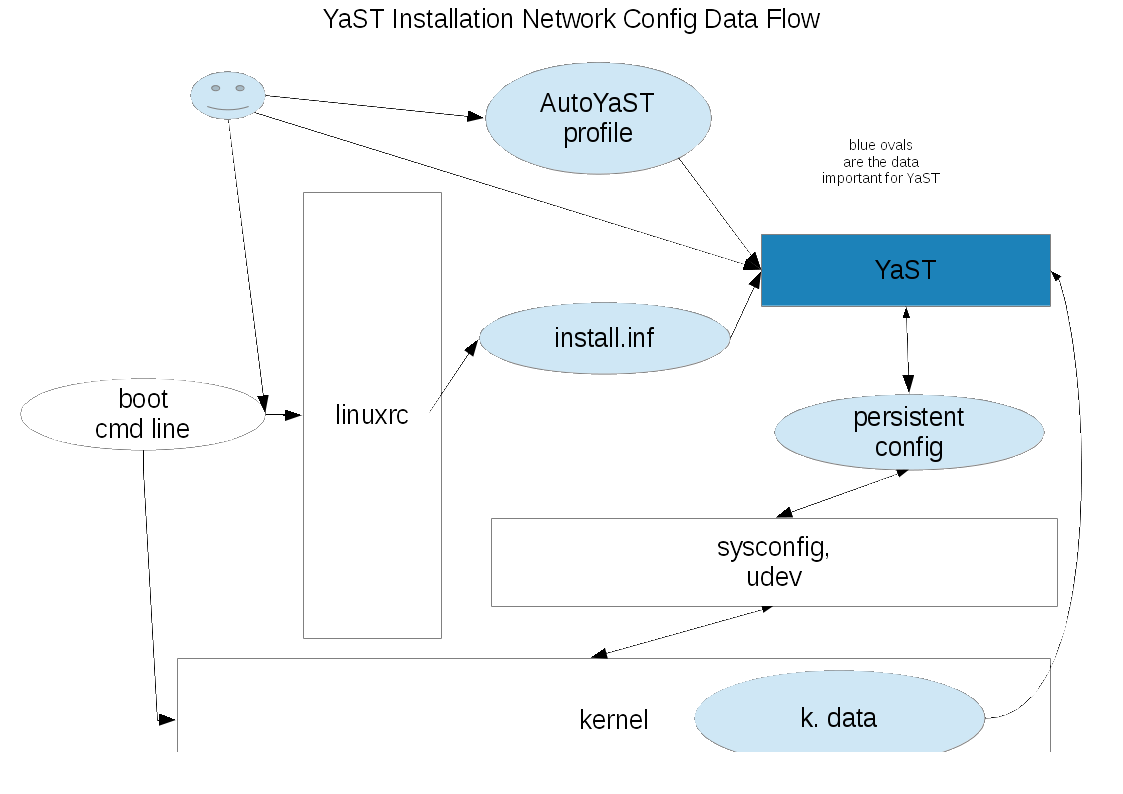 YaST Installation Network Config Data Flow
AutoYaST
profile
blue ovals
are the data
important for YaST
YaST
install.inf
boot
cmd line
linuxrc
persistent
config
sysconfig,
udev
kernel
k. data